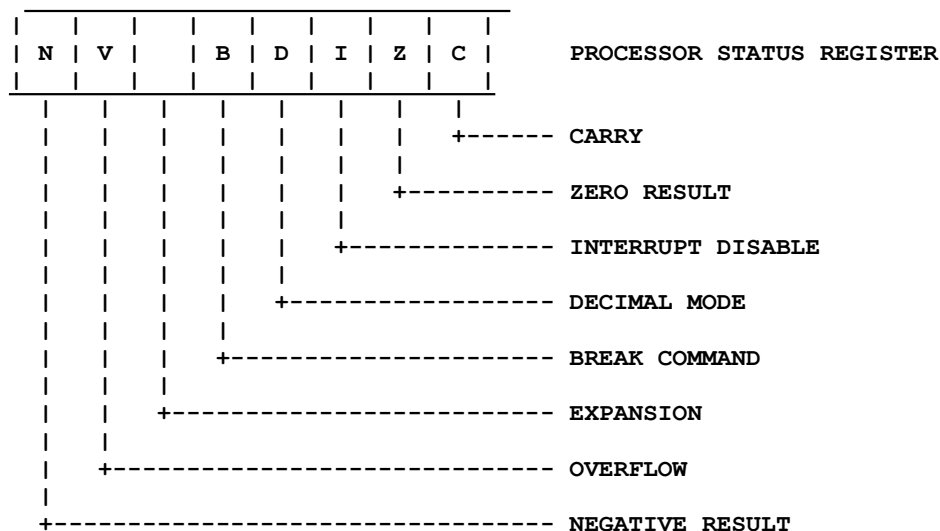 N V B D I Z C PROCESSOR STATUS REGISTER
CARRY
ZERO RESULT
INTERRUPT DISABLE
DECIMAL MODE
BREAK COMMAND
EXPANSION
OVERFLOW
NEGATIVE RESULT